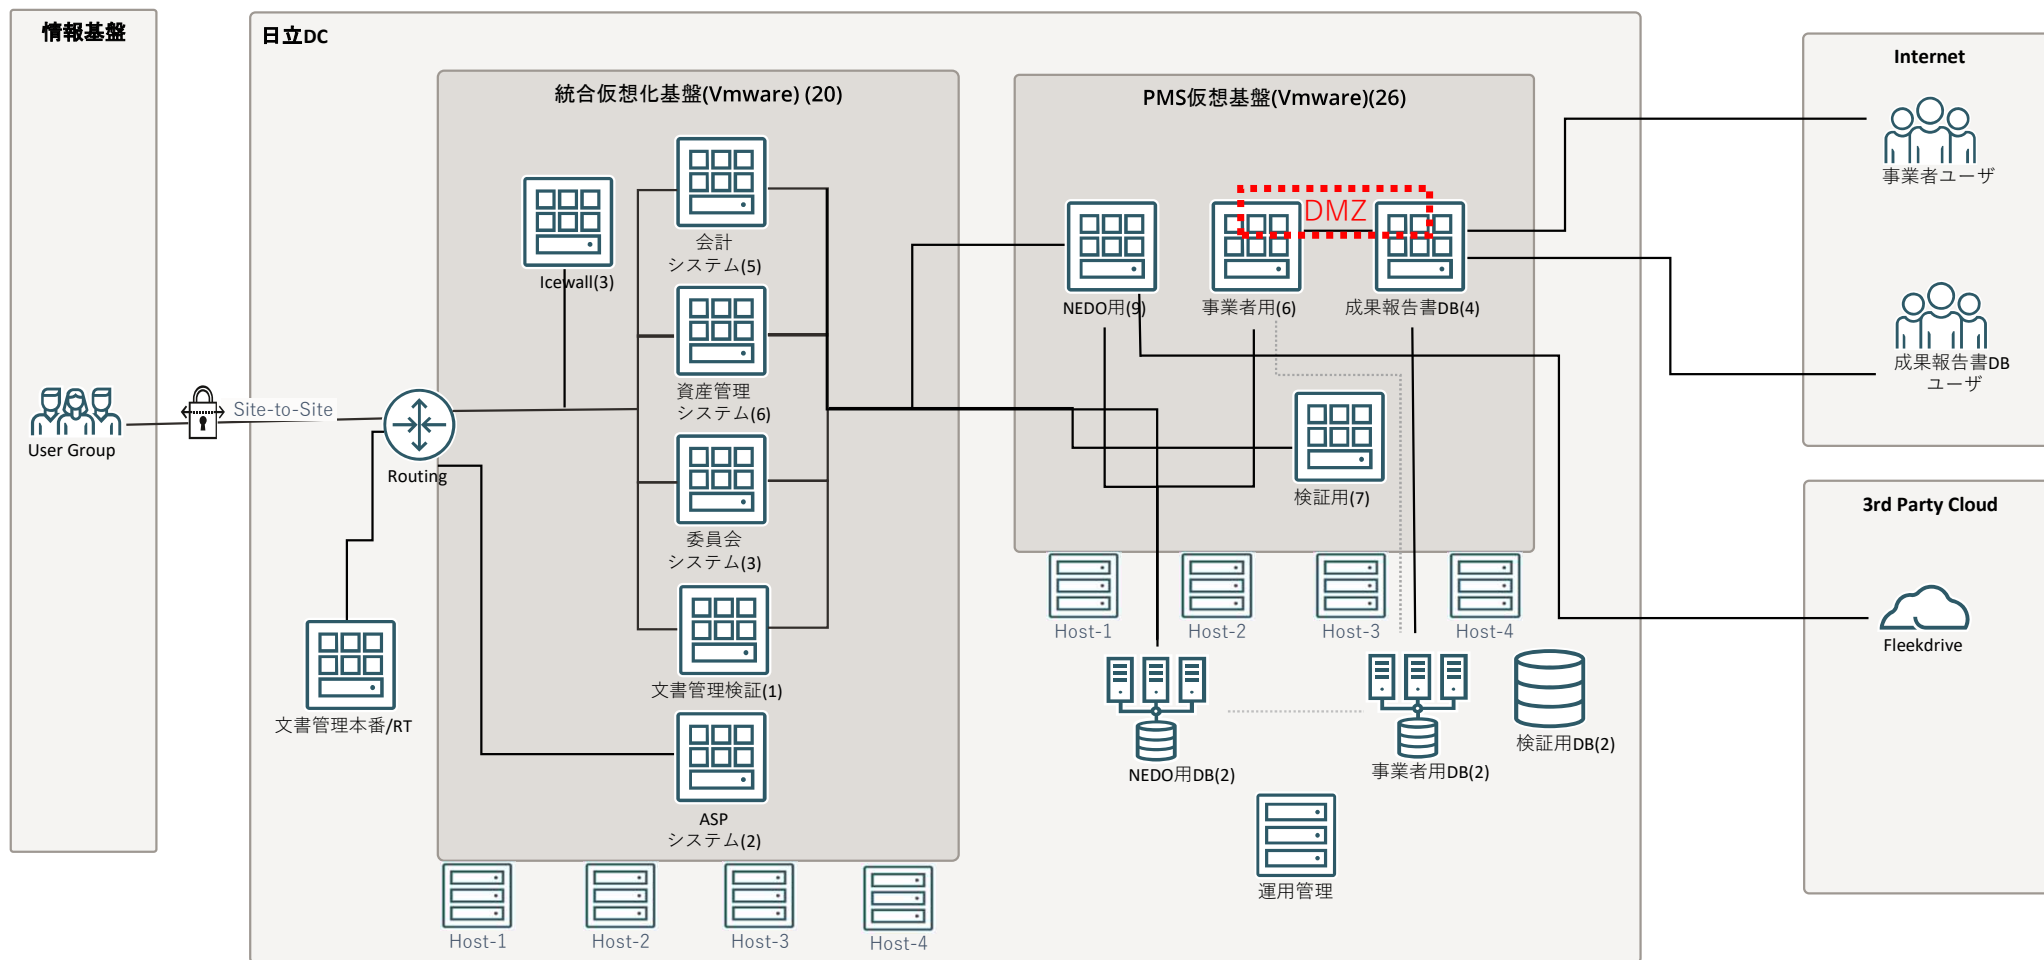 情報基盤
User Group
Site-to-Site
日立DC
Routing
文書管理本番/RT
統合仮想化基盤(Vmware) (20)
Icewall(3)
会計
システム(5)
資産管理
システム(6)
委員会
システム(3)
文書管理検証(1)
ASP
システム(2)
Host-1
Host-2
Host-3
Host-4
PMS仮想基盤(Vmware)(26)
DMZ
NEDO用(9)
事業者用(6)
成果報告書DB(4)
検証用(7)
Host-1
Host-2
Host-3
Host-4
NEDO用DB(2)
事業者用DB(2)
検証用DB(2)
運用管理
Internet
事業者ユーザ
成果報告書DB
ユーザ
3rd Party Cloud
Fleekdrive